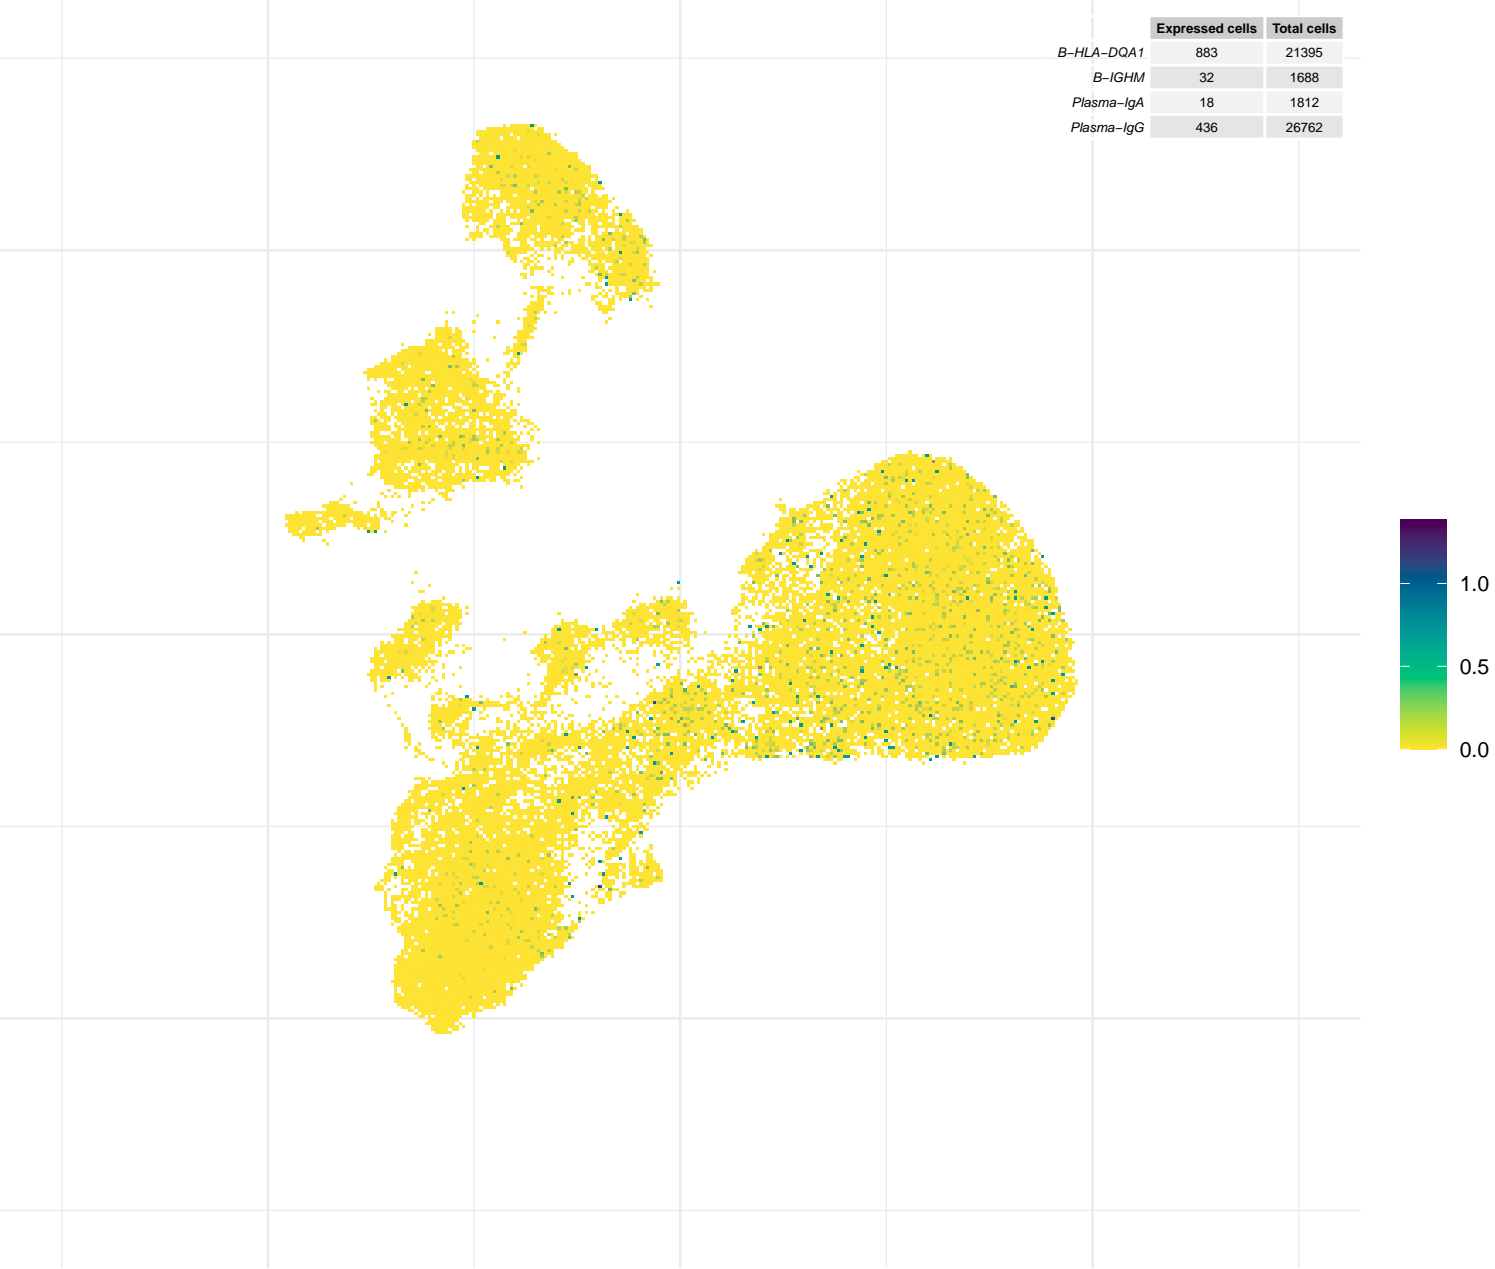 Expressed cells Total cells
B−HLA−DQA1 883 21395
B−IGHM 32 1688
Plasma−IgA 18 1812
Plasma−IgG 436 26762
1.0
0.5
0.0